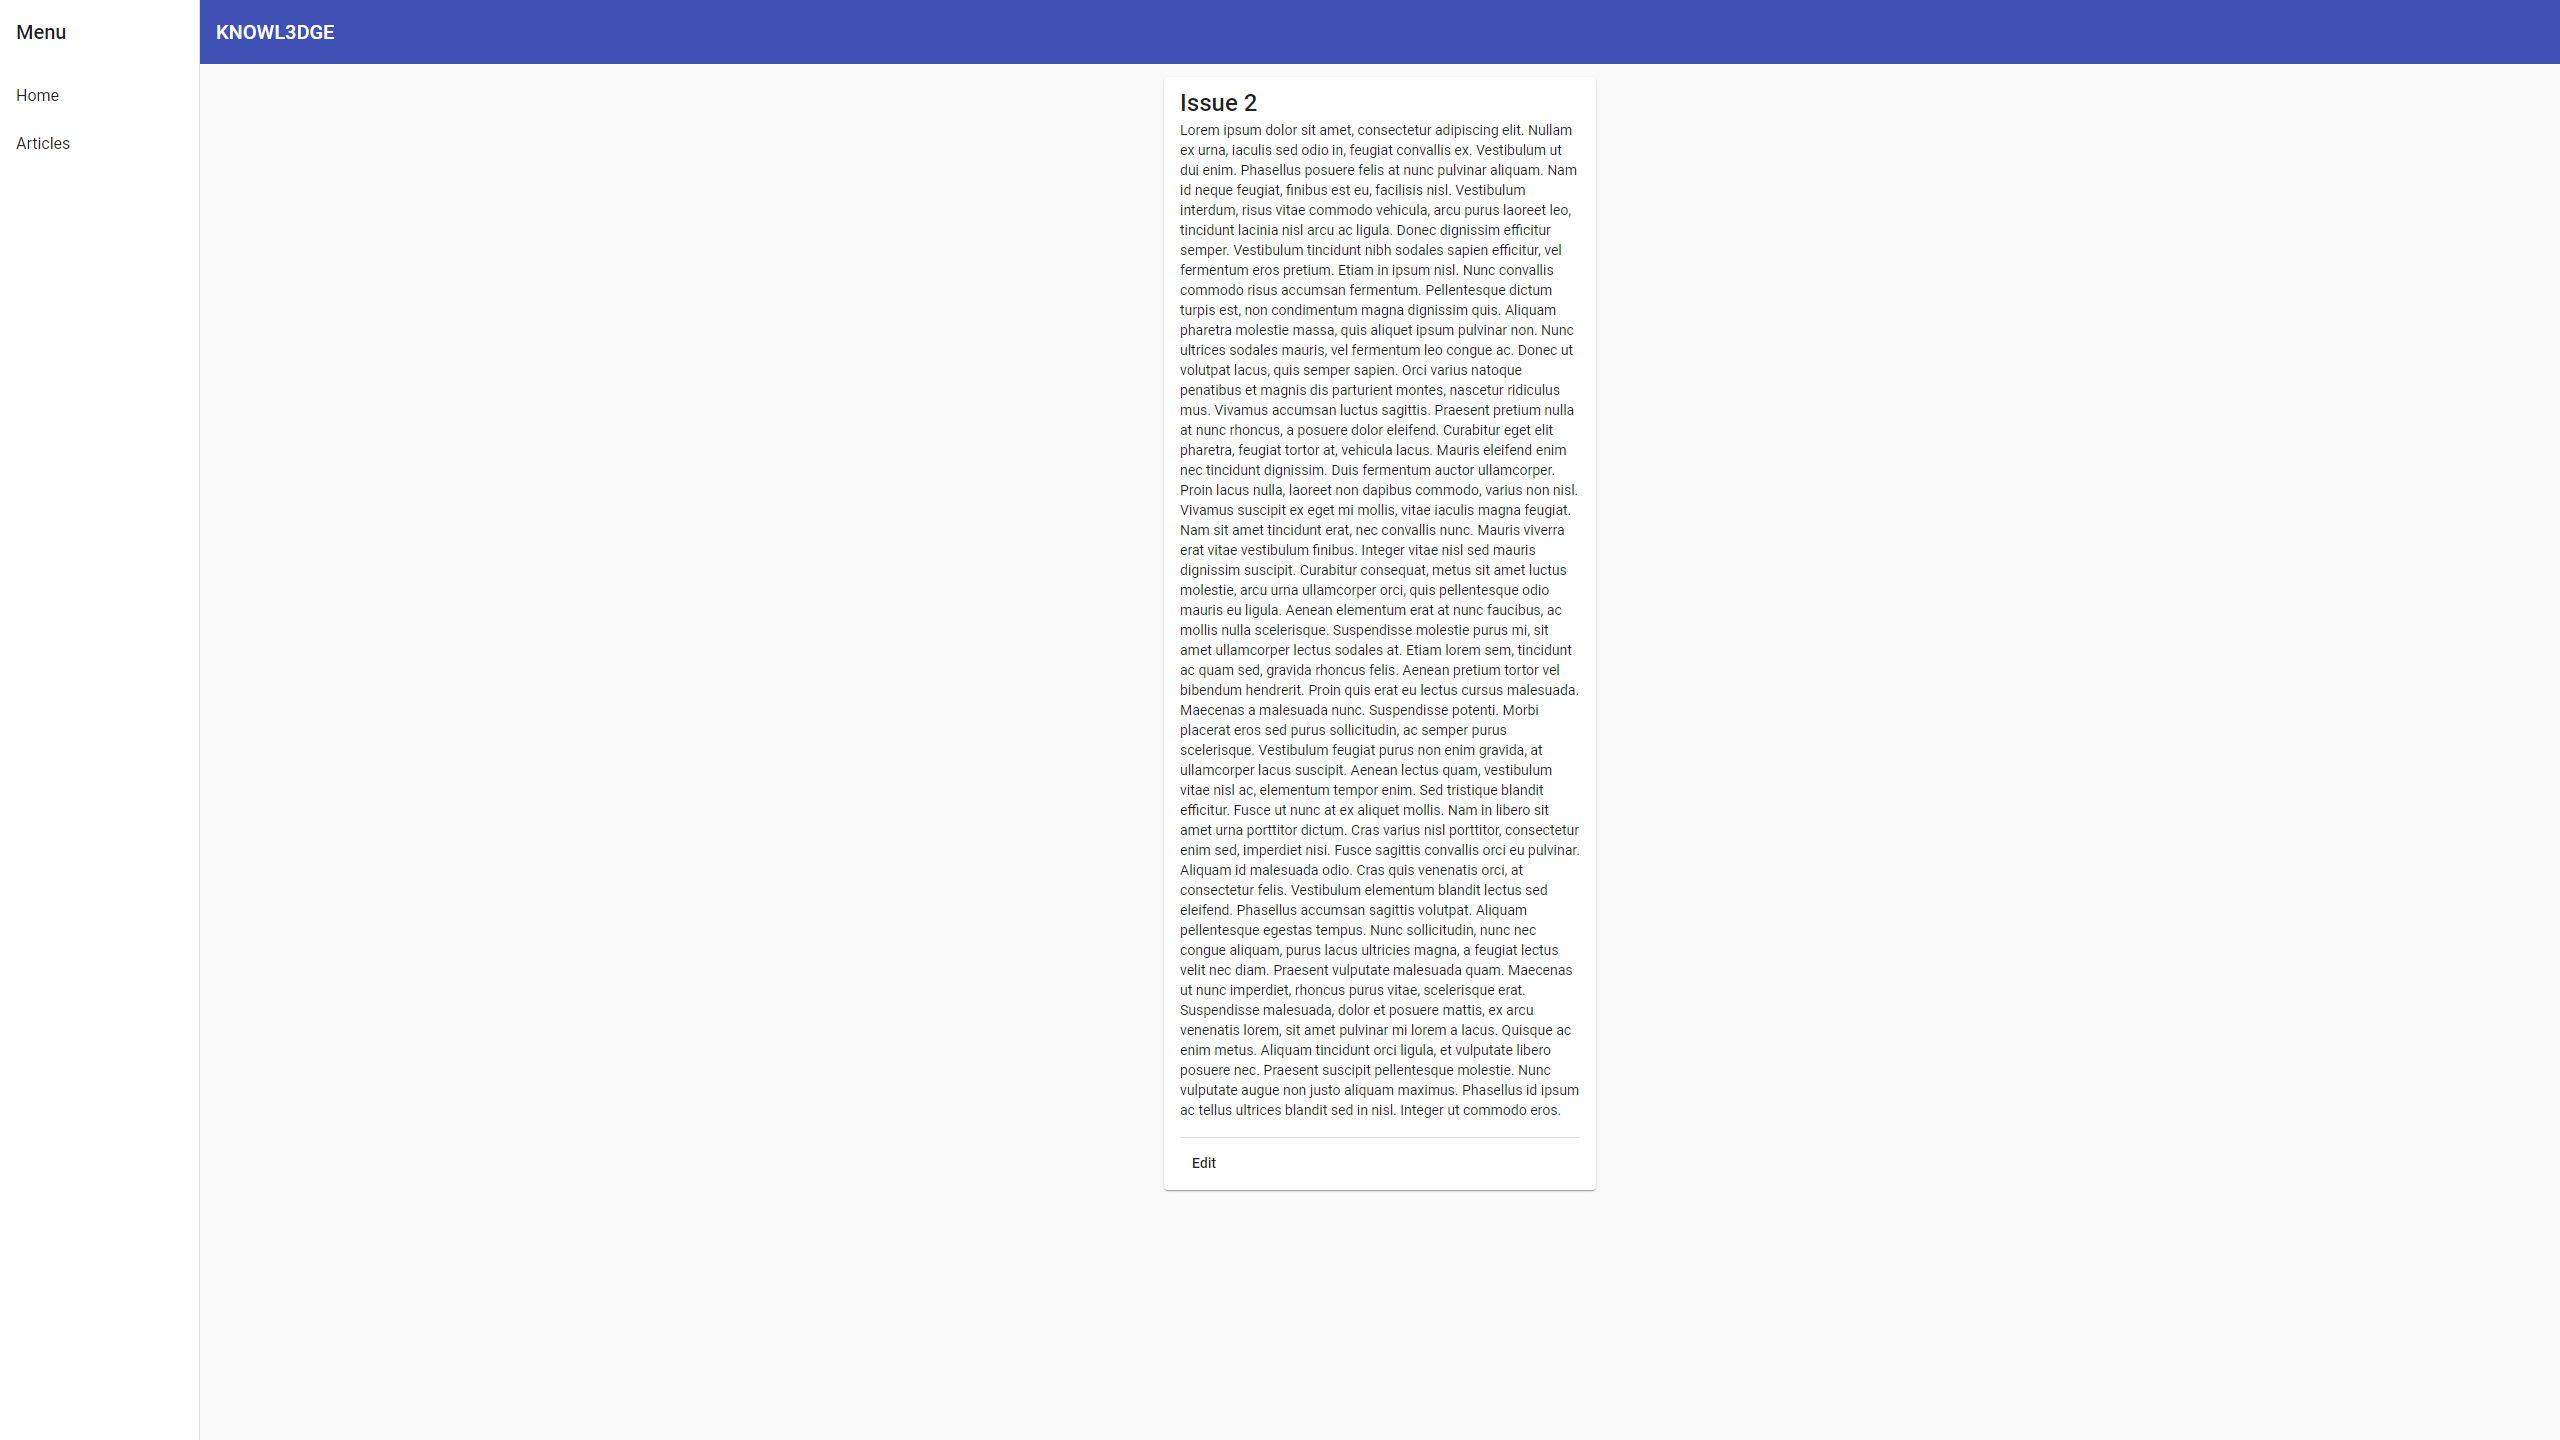 Menu
KNOWL3DGE
Home
Articles
Issue 2
Lorem ipsum dolor sit amet, consectetur adipiscing elit. Nullam
ex urna, iaculis sed odio in, feugiat convallis ex. Vestibulum ut
dui enim. Phasellus posuere felis at nunc pulvinar aliquam. Nam
id neque feugiat, finibus est eu, facilisis nisl. Vestibulum
interdum, risus vitae commodo vehicula, arcu purus laoreet leo,
tincidunt lacinia nisl arcu ac ligula. Donec dignissim efficitur
semper. Vestibulum tincidunt nibh sodales sapien efficitur, vel
fermentum eros pretium. Etiam in ipsum nisl. Nunc convallis
commodo risus accumsan fermentum. Pellentesque dictum
turpis est, non condimentum magna dignissim quis. Aliquam
pharetra molestie massa, quis aliquet ipsum pulvinar non. Nunc
ultrices sodales mauris, vel fermentum leo congue ac. Donec ut
volutpat lacus, quis semper sapien. Orci varius natoque
penatibus et magnis dis parturient montes, nascetur ridiculus
mus. Vivamus accumsan luctus sagittis. Praesent pretium nulla
at nunc rhoncus, a posuere dolor eleifend. Curabitur eget elit
pharetra, feugiat tortor at, vehicula lacus. Mauris eleifend enim
nec tincidunt dignissim. Duis fermentum auctor ullamcorper.
Proin lacus nulla, laoreet non dapibus commodo, varius non nisl.
Vivamus suscipit ex eget mi mollis, vitae iaculis magna feugiat.
Nam sit amet tincidunt erat, nec convallis nunc. Mauris viverra
erat vitae vestibulum finibus. Integer vitae nisl sed mauris
dignissim suscipit. Curabitur consequat, metus sit amet luctus
molestie, arcu urna ullamcorper orci, quis pellentesque odio
mauris eu ligula. Aenean elementum erat at nunc faucibus, ac
mollis nulla scelerisque. Suspendisse molestie purus mi, sit
amet ullamcorper lectus sodales at. Etiam lorem sem, tincidunt
ac quam sed, gravida rhoncus felis. Aenean pretium tortor vel
bibendum hendrerit. Proin quis erat eu lectus cursus malesuada.
Maecenas a malesuada nunc. Suspendisse potenti. Morbi
placerat eros sed purus sollicitudin, ac semper purus
scelerisque. Vestibulum feugiat purus non enim gravida, at
ullamcorper lacus suscipit. Aenean lectus quam, vestibulum
vitae nisl ac, elementum tempor enim. Sed tristique blandit
efficitur. Fusce ut nunc at ex aliquet mollis. Nam in libero sit
amet urna porttitor dictum. Cras varius nisl porttitor, consectetur
enim sed, imperdiet nisi. Fusce sagittis convallis orci eu pulvinar.
Aliquam id malesuada odio. Cras quis venenatis orci, at
consectetur felis. Vestibulum elementum blandit lectus sed
eleifend. Phasellus accumsan sagittis volutpat. Aliquam
pellentesque egestas tempus. Nunc sollicitudin, nunc nec
congue aliquam, purus lacus ultricies magna, a feugiat lectus
velit nec diam. Praesent vulputate malesuada quam. Maecenas
ut nunc imperdiet, rhoncus purus vitae, scelerisque erat.
Suspendisse malesuada, dolor et posuere mattis, ex arcu
venenatis lorem, sit amet pulvinar mi lorem a lacus. Quisque ac
enim metus. Aliquam tincidunt orci ligula, et vulputate libero
posuere nec. Praesent suscipit pellentesque molestie. Nunc
vulputate augue non justo aliquam maximus. Phasellus id ipsum
ac tellus ultrices blandit sed in nisl. Integer ut commodo eros.
Edit